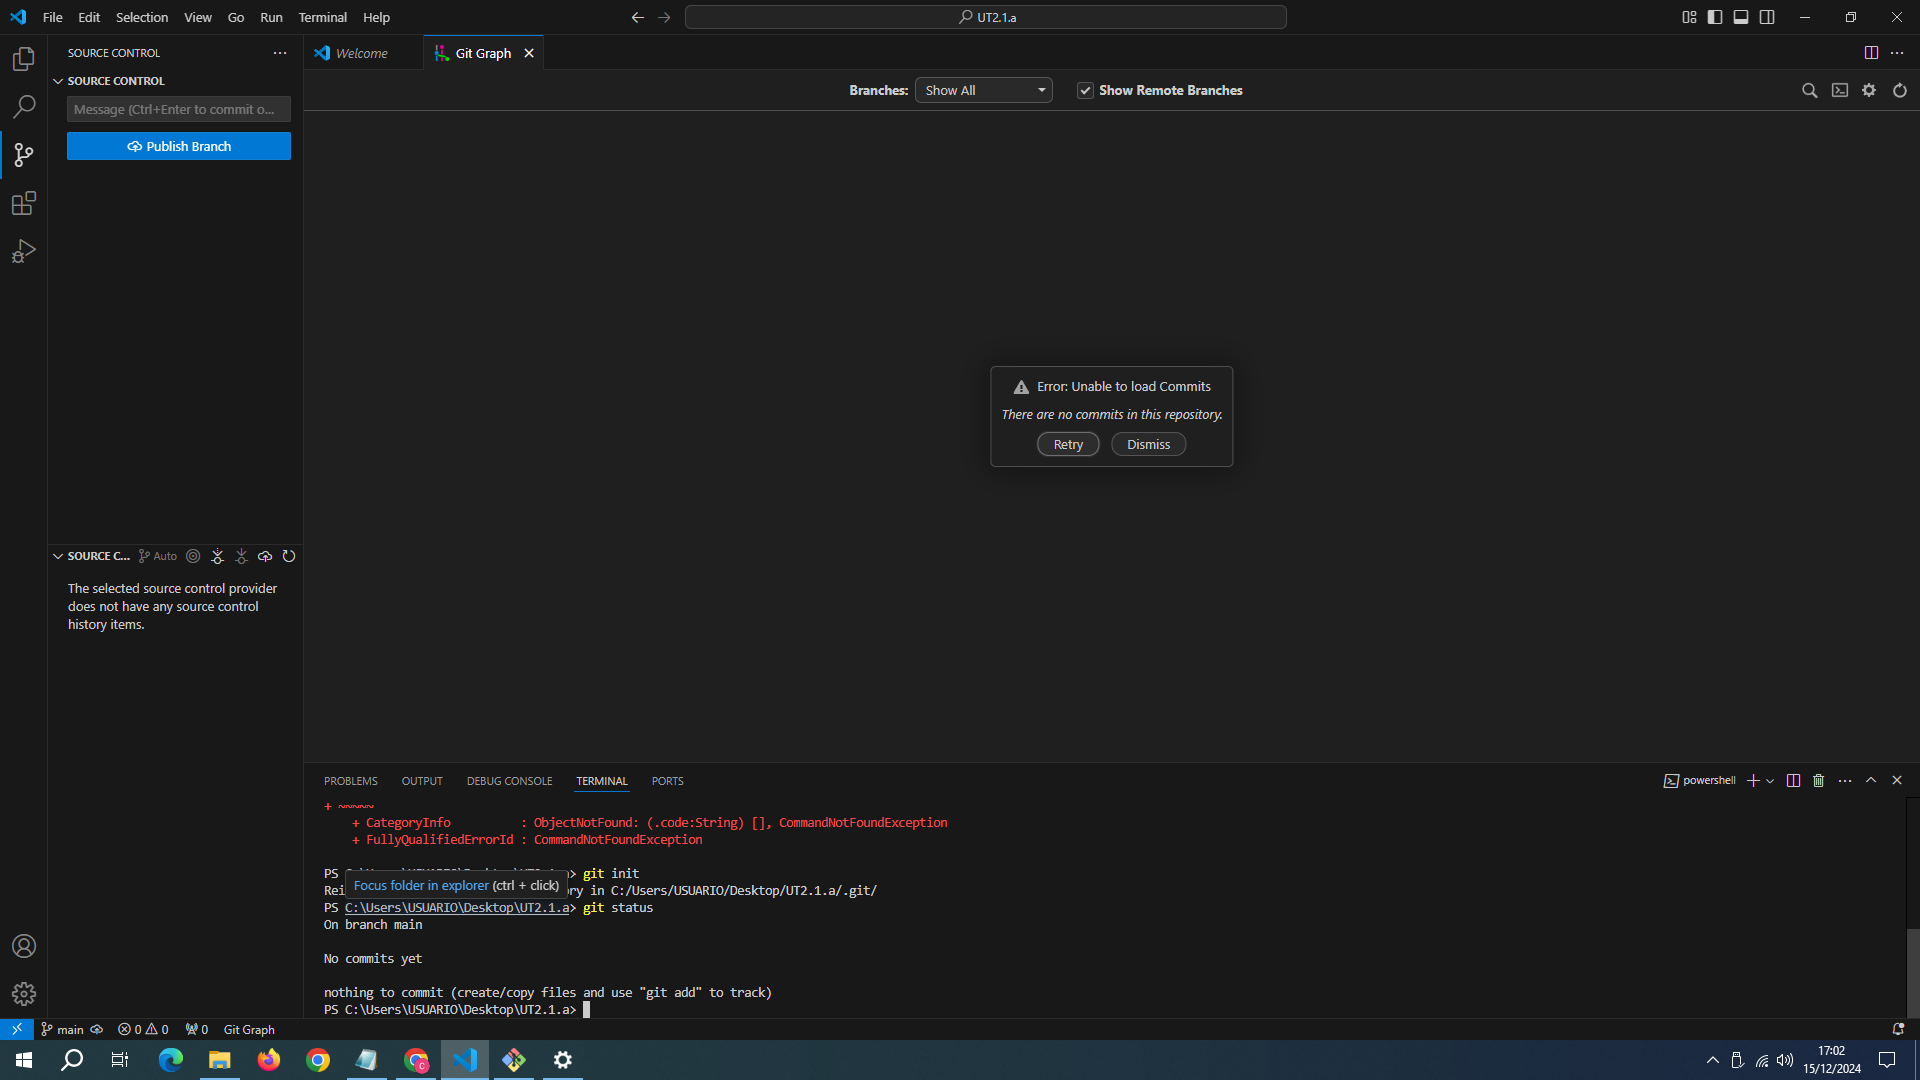 File Edit Selection View Go Run Terminal Help
UT2.1.a
SOURCE CONTROL
Welcome
Git Graph
SOURCE CONTROL
Branches:
Show All
Show Remote Branches
Message (Ctrl+Enter to commit o...
Publish Branch
Error: Unable to load Commits
There are no commits in this repository.
Retry
Dismiss
SOURCE C...
Auto
The selected source control provider
does not have any source control
history items.
PROBLEMS OUTPUT DEBUG CONSOLE TERMINAL PORTS
powershell
+ ~~~~~
+ CategoryInfo : ObjectNotFound: (.code:String) [], CommandNotFoundException
+ FullyQualifiedErrorId : CommandNotFoundException
PS > git init
Focus folder in explorer (ctrl + click)
in C:/Users/USUARIO/Desktop/UT2.1.a/.git/
PS C:\Users\USUARIO\Desktop\UT2.1.a> git status
On branch main
No commits yet
nothing to commit (create/copy files and use "git add" to track)
PS C:\Users\USUARIO\Desktop\UT2.1.a>
main
0
0
0
Git Graph
17:02
15/12/2024